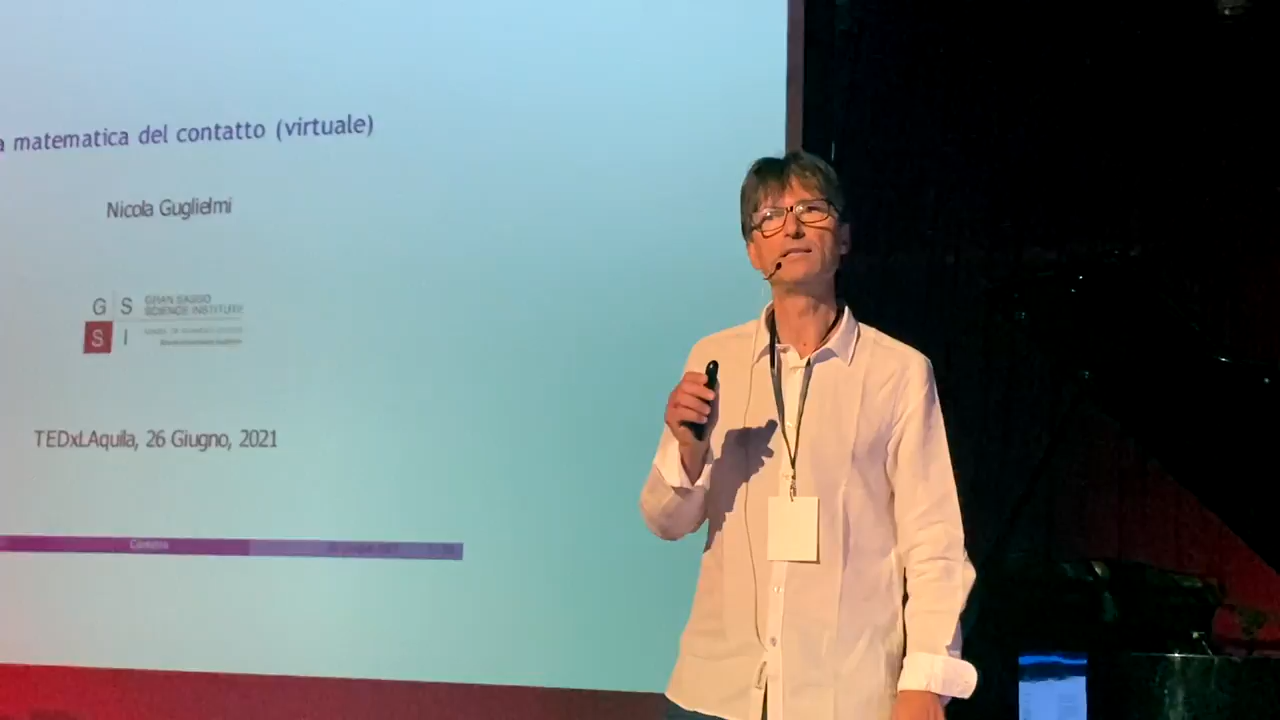 matematica del contatto (virtuale)
Nicola Guglielmi
G S
S I
GRAN SASSO
SCIENCE INSTITUTE
TEDxLAquila, 26 Giugno, 2021